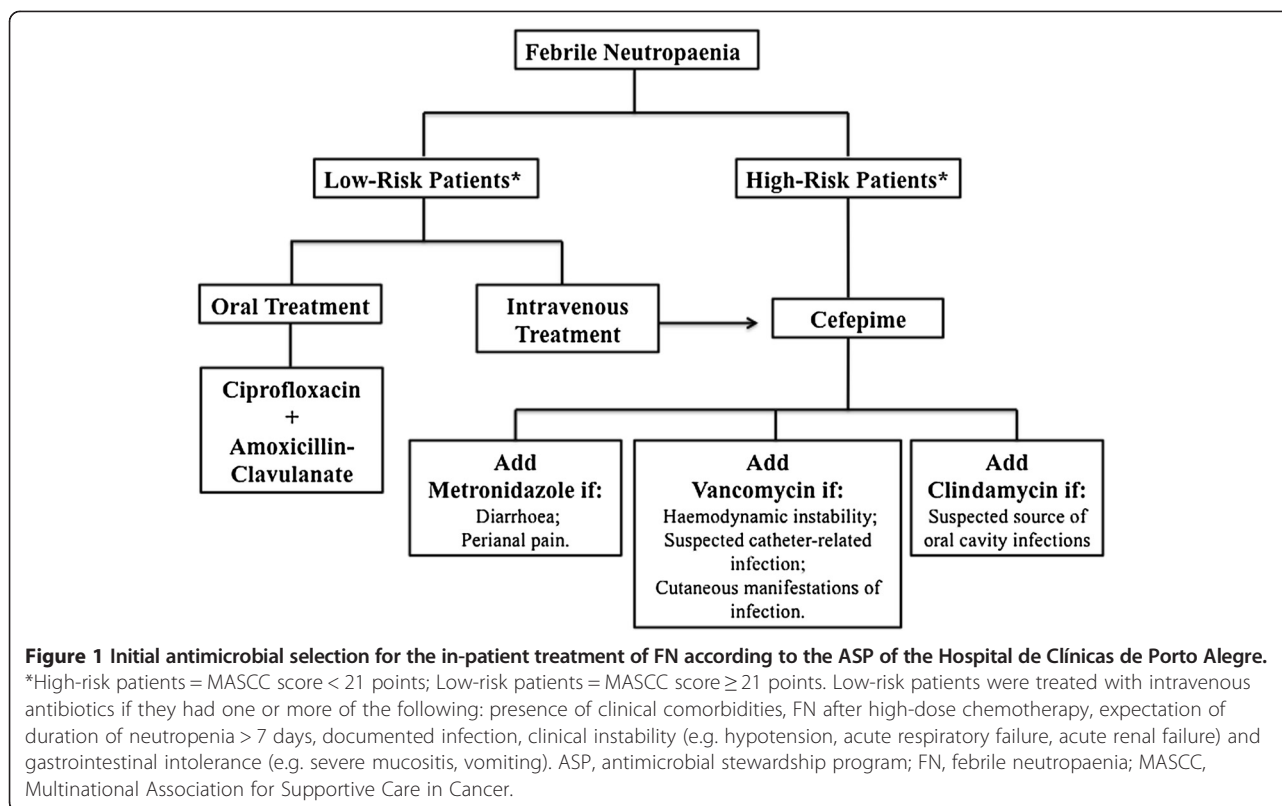 Febrile Neutropaenia
Low-Risk Patients*
High-Risk Patients*
Oral Treatment
Intravenous
Treatment
Cefepime
Ciprofloxacin
+
Amoxicillin-
Clavulanate
Add
Metronidazole if:
Diarrhoea;
Perianal pain.
Add
Vancomycin if:
Haemodynamic instability;
Suspected catheter-related
infection;
Cutaneous manifestations of
infection.
Add
Clindamycin if:
Suspected source of
oral cavity infections
Figure 1 Initial antimicrobial selection for the in-patient treatment of FN according to the ASP of the Hospital de Clínicas de Porto Alegre.
*High-risk patients = MASCC score < 21 points; Low-risk patients = MASCC score ≥ 21 points. Low-risk patients were treated with intravenous
antibiotics if they had one or more of the following: presence of clinical comorbidities, FN after high-dose chemotherapy, expectation of
duration of neutropenia > 7 days, documented infection, clinical instability (e.g. hypotension, acute respiratory failure, acute renal failure) and
gastrointestinal intolerance (e.g. severe mucositis, vomiting). ASP, antimicrobial stewardship program; FN, febrile neutropaenia; MASCC,
Multinational Association for Supportive Care in Cancer.